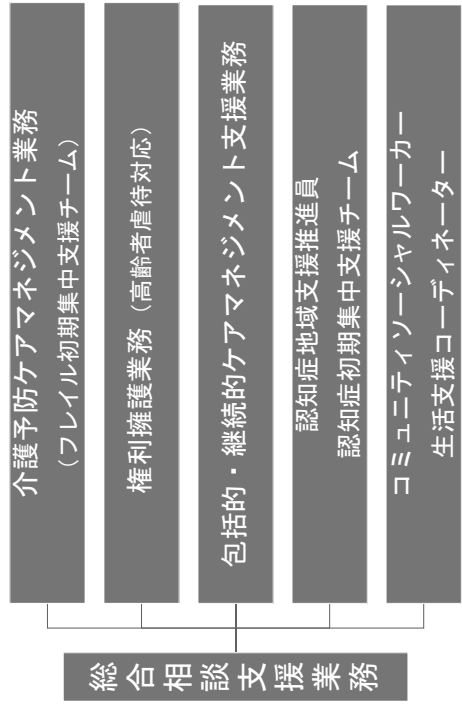 総合相談支援業務
介護予防ケアマネジメント業務
（フレイル初期集中支援チーム）
権利擁護業務（高齢者虐待対応）
包括的・継続的ケアマネジメント支援業務
認知症地域支援推進員
認知症初期集中支援チーム
コミュニティソーシャルワーカー
生活支援コーディネーター